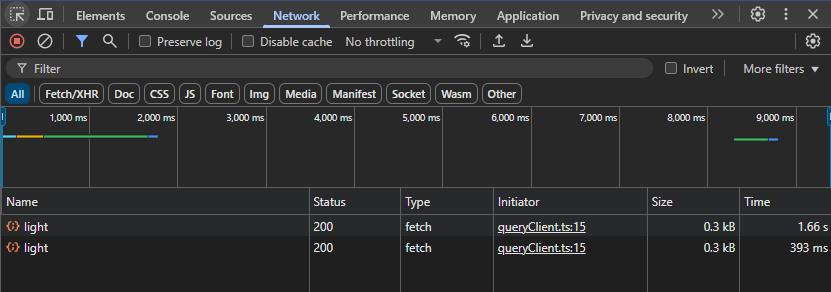 Elements Console Sources Network Performance Memory Application Privacy and security
Preserve log Disable cache No throttling
Filter Invert More filters
All Fetch/XHR Doc CSS JS Font Img Media Manifest Socket Wasm Other
1,000 ms 2,000 ms 3,000 ms 4,000 ms 5,000 ms 6,000 ms 7,000 ms 8,000 ms 9,000 ms
Name Status Type Initiator Size Time
light 200 fetch queryClient.ts:15 0.3 kB 1.66 s
light 200 fetch queryClient.ts:15 0.3 kB 393 ms